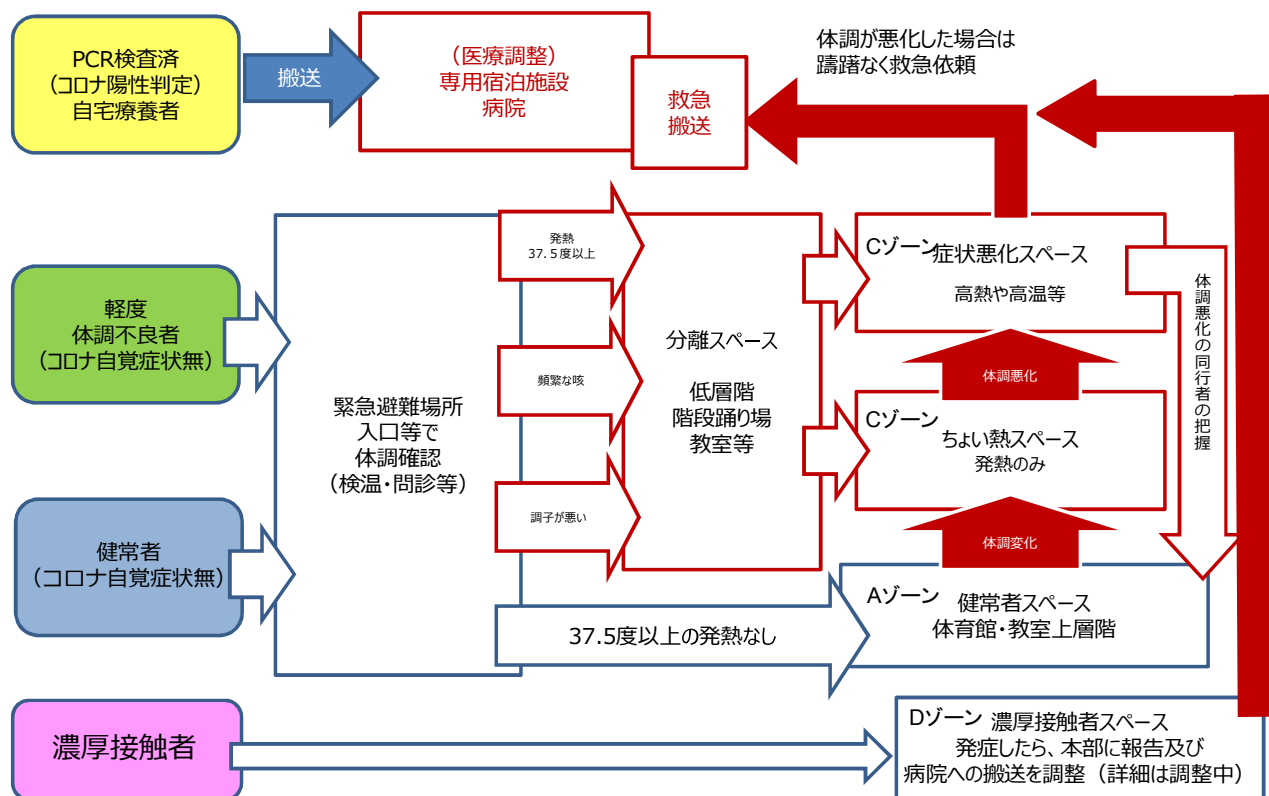 PCR検査済
（コロナ陽性判定）
自宅療養者
搬送
（医療調整）
専用宿泊施設
病院
救急
搬送
体調が悪化した場合は
躊躇なく救急依頼
軽度
体調不良者
（コロナ自覚症状無）
健常者
（コロナ自覚症状無）
緊急避難場所
入口等で
体調確認
（検温・問診等）
発熱
37.５度以上
頻繁な咳
調子が悪い
分離スペース
低層階
階段踊り場
教室等
Cゾーン
症状悪化スペース
高熱や高温等
体調悪化
Cゾーン
ちょい熱スペース
発熱のみ
体調変化
Aゾーン
健常者スペース
体育館・教室上層階
37.5度以上の発熱なし
体調悪化の同行者の把握
濃厚接触者
Dゾーン
濃厚接触者スペース
発症したら、本部に報告及び
病院への搬送を調整（詳細は調整中）